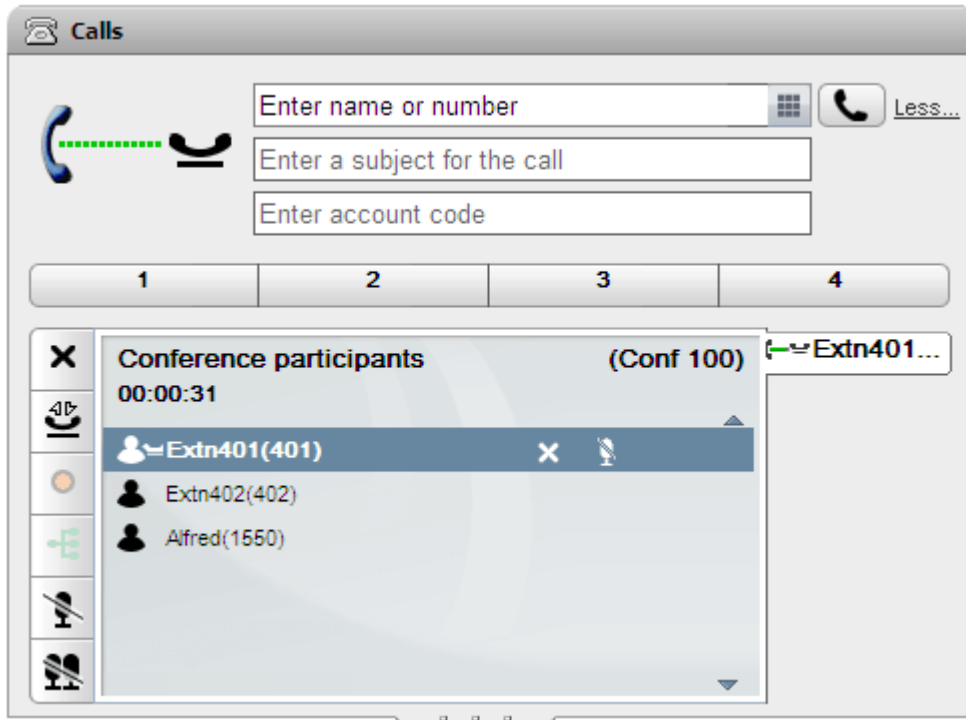 Calls
Enter name or number
Less...
Enter a subject for the call
Enter account code
1 2 3 4
Conference participants (Conf 100) Extn401...
00:00:31
Extn401(401)
Extn402(402)
Alfred(1550)